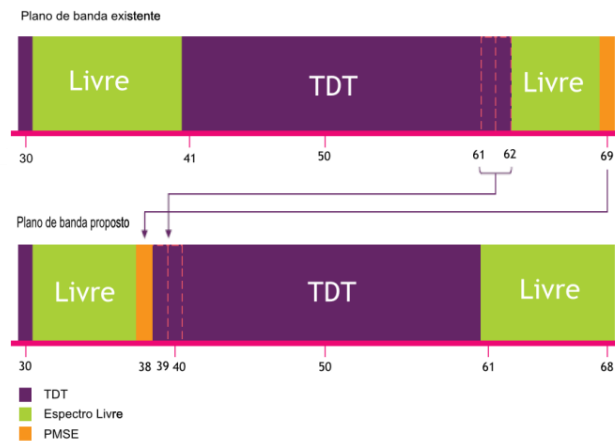 Plano de banda existente
Livre TDT Livre
30 41 50 61 62 69
Plano de banda proposto
Livre TDT Livre
30 38 39 40 50 61 68
TDT
Espectro Livre
PMSE